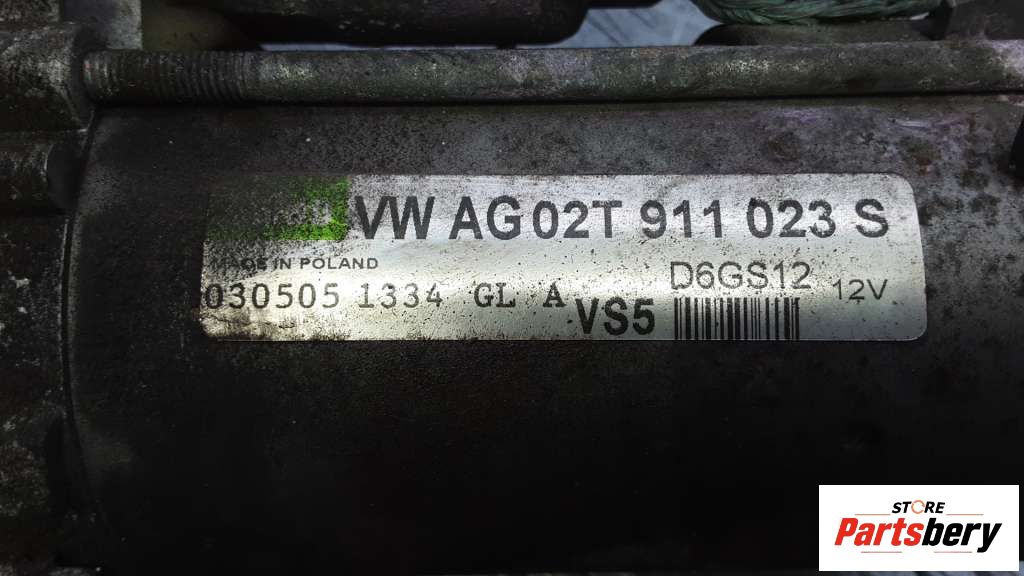 VW AG 02T 911 023 S
MADE IN POLAND
D6GS12
12V
030505 1334 GL A
VS5
STORE
Partsbery